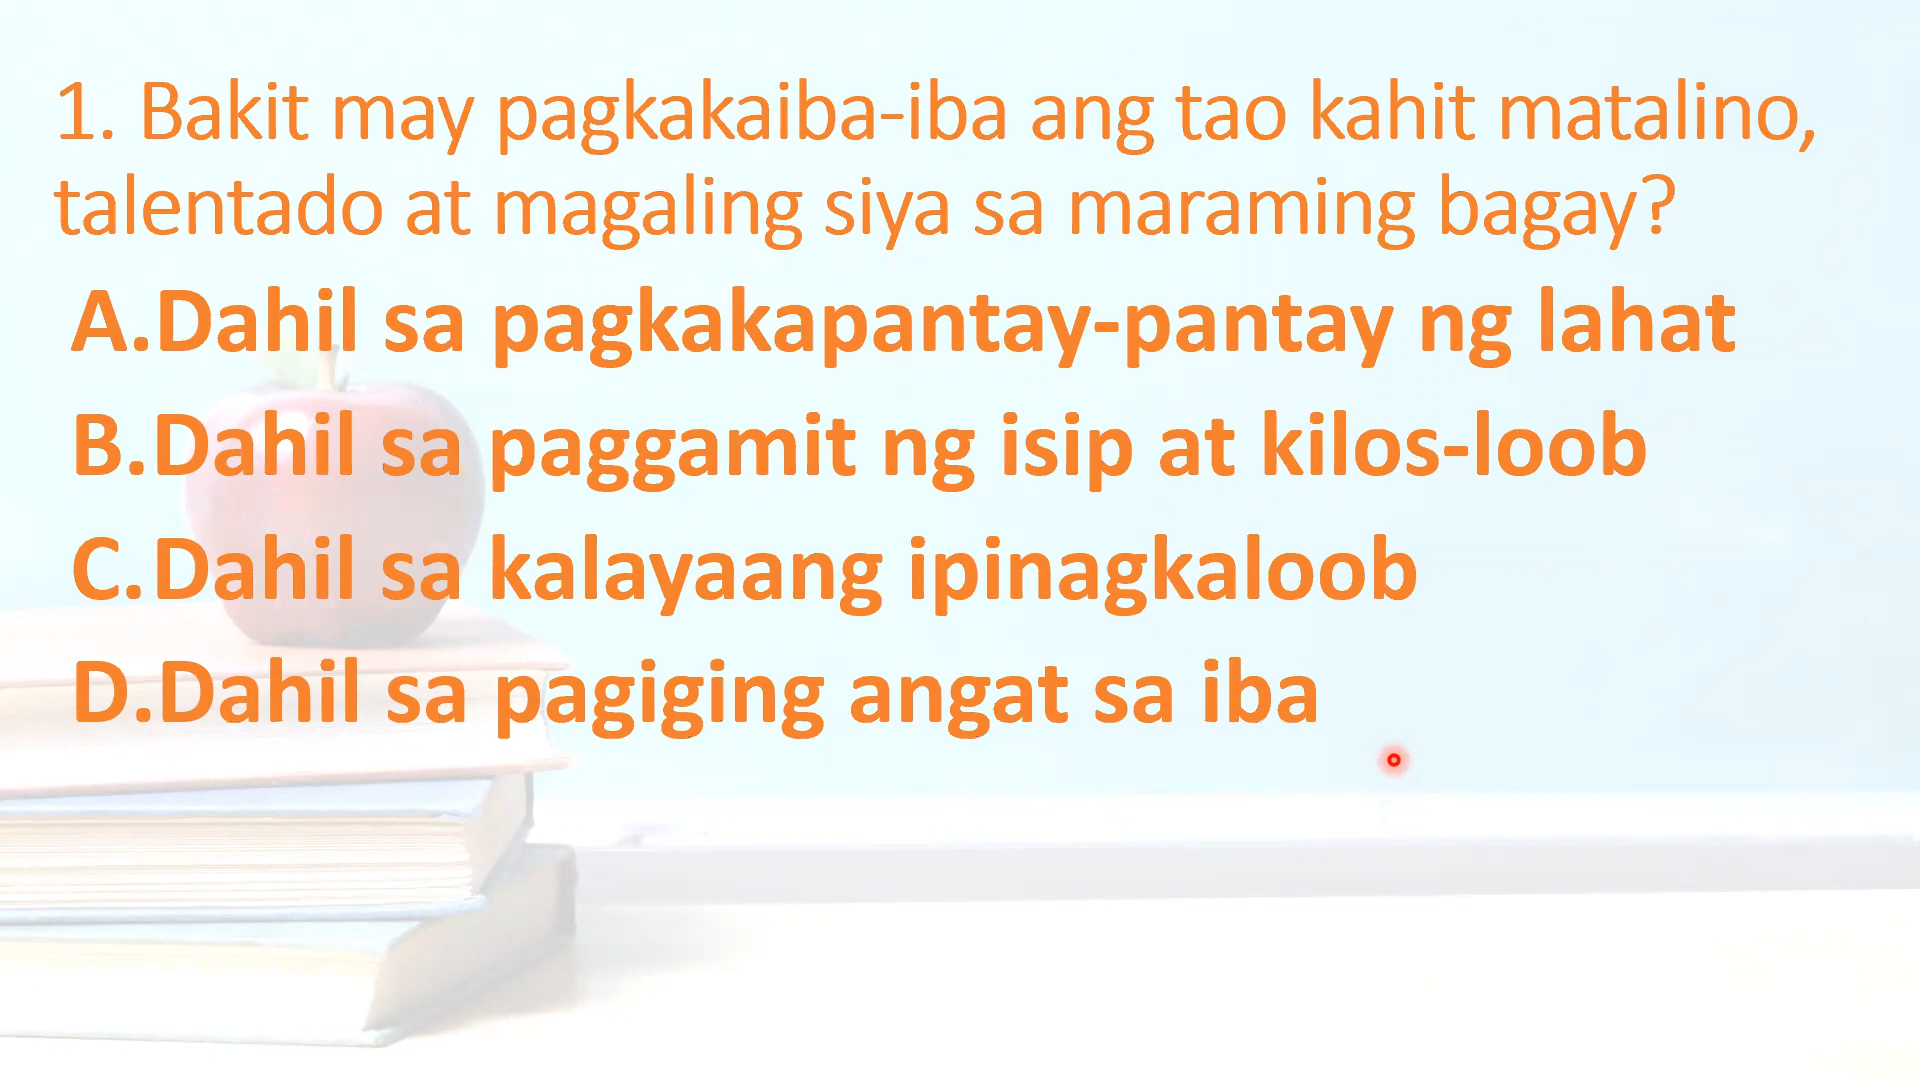 1. Bakit may pagkakaiba-iba ang tao kahit matalino,
talentado at magaling siya sa maraming bagay?
A.Dahil sa pagkakapantay-pantay ng lahat
B.Dahil sa paggamit ng isip at kilos-loob
C.Dahil sa kalayaang ipinagkaloob
D.Dahil sa pagiging angat sa iba